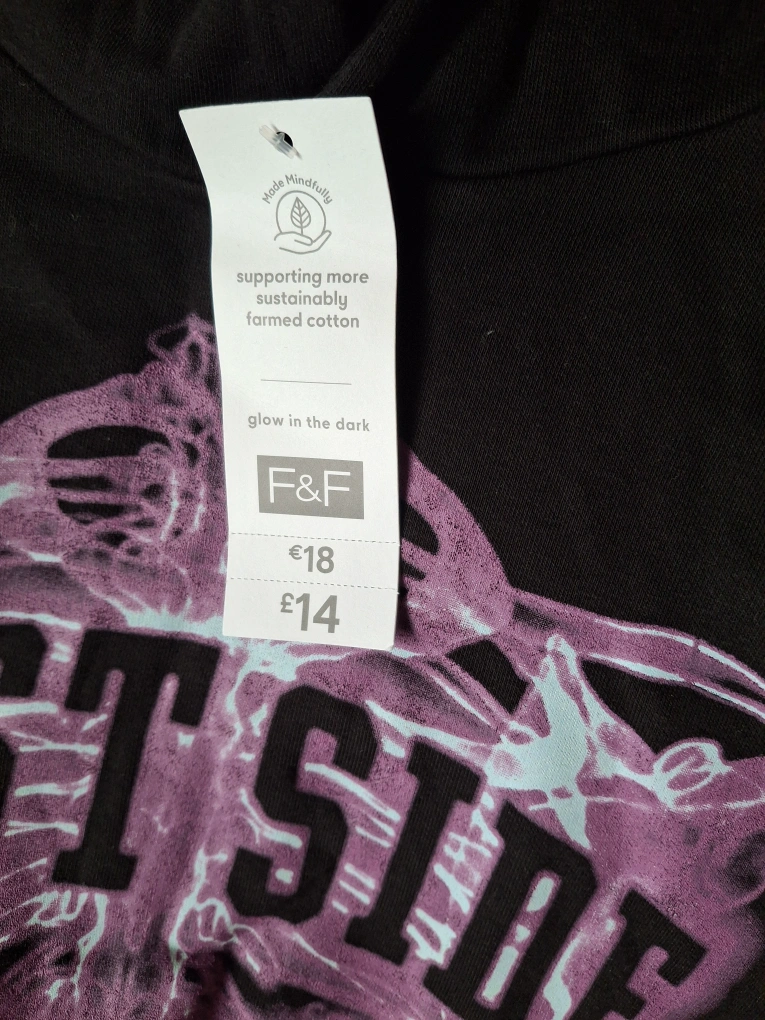 Made Mindfully
supporting more
sustainably
farmed cotton
glow in the dark
F&F
€18
£14
ST SIDE